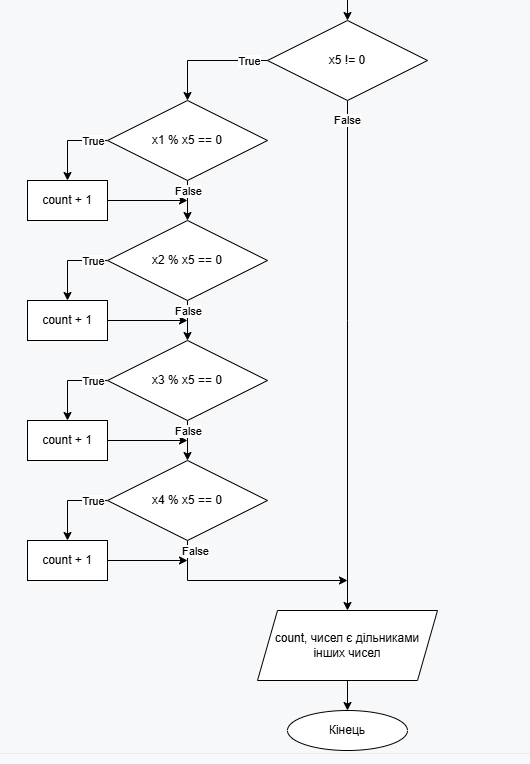 x5 != 0
True
False
x1 % x5 == 0
True
False
count + 1
x2 % x5 == 0
True
False
count + 1
x3 % x5 == 0
True
False
count + 1
x4 % x5 == 0
True
False
count + 1
count, чисел є дільниками
інших чисел
Кінець